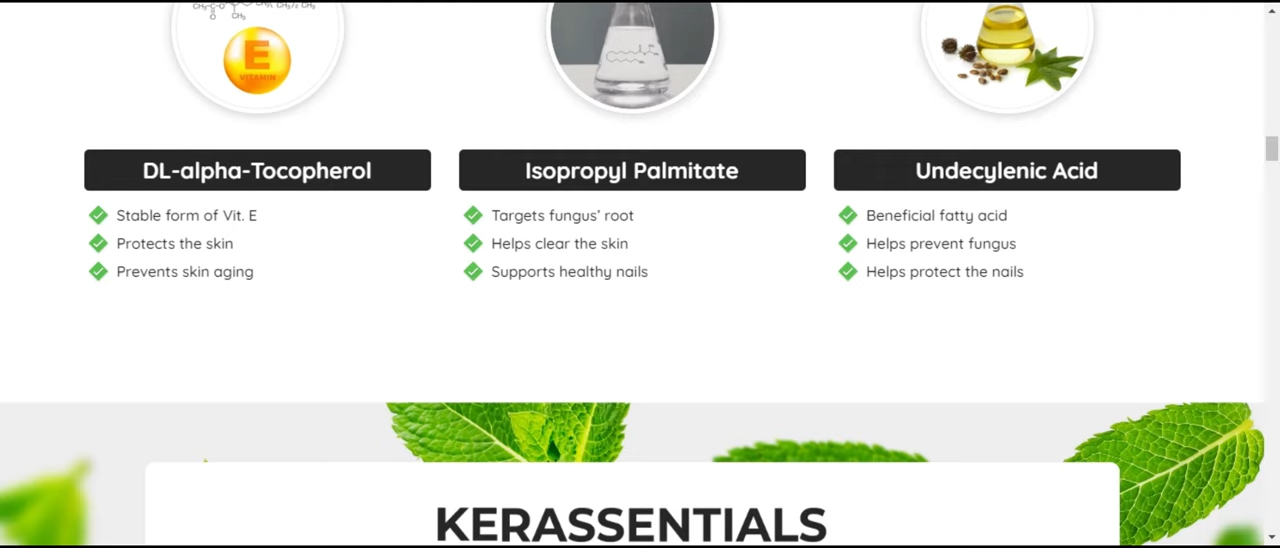 E
VITAMIN
DL-alpha-Tocopherol
Stable form of Vit. E
Protects the skin
Prevents skin aging
Isopropyl Palmitate
Targets fungus' root
Helps clear the skin
Supports healthy nails
Undecylenic Acid
Beneficial fatty acid
Helps prevent fungus
Helps protect the nails
KERASSENTIALS